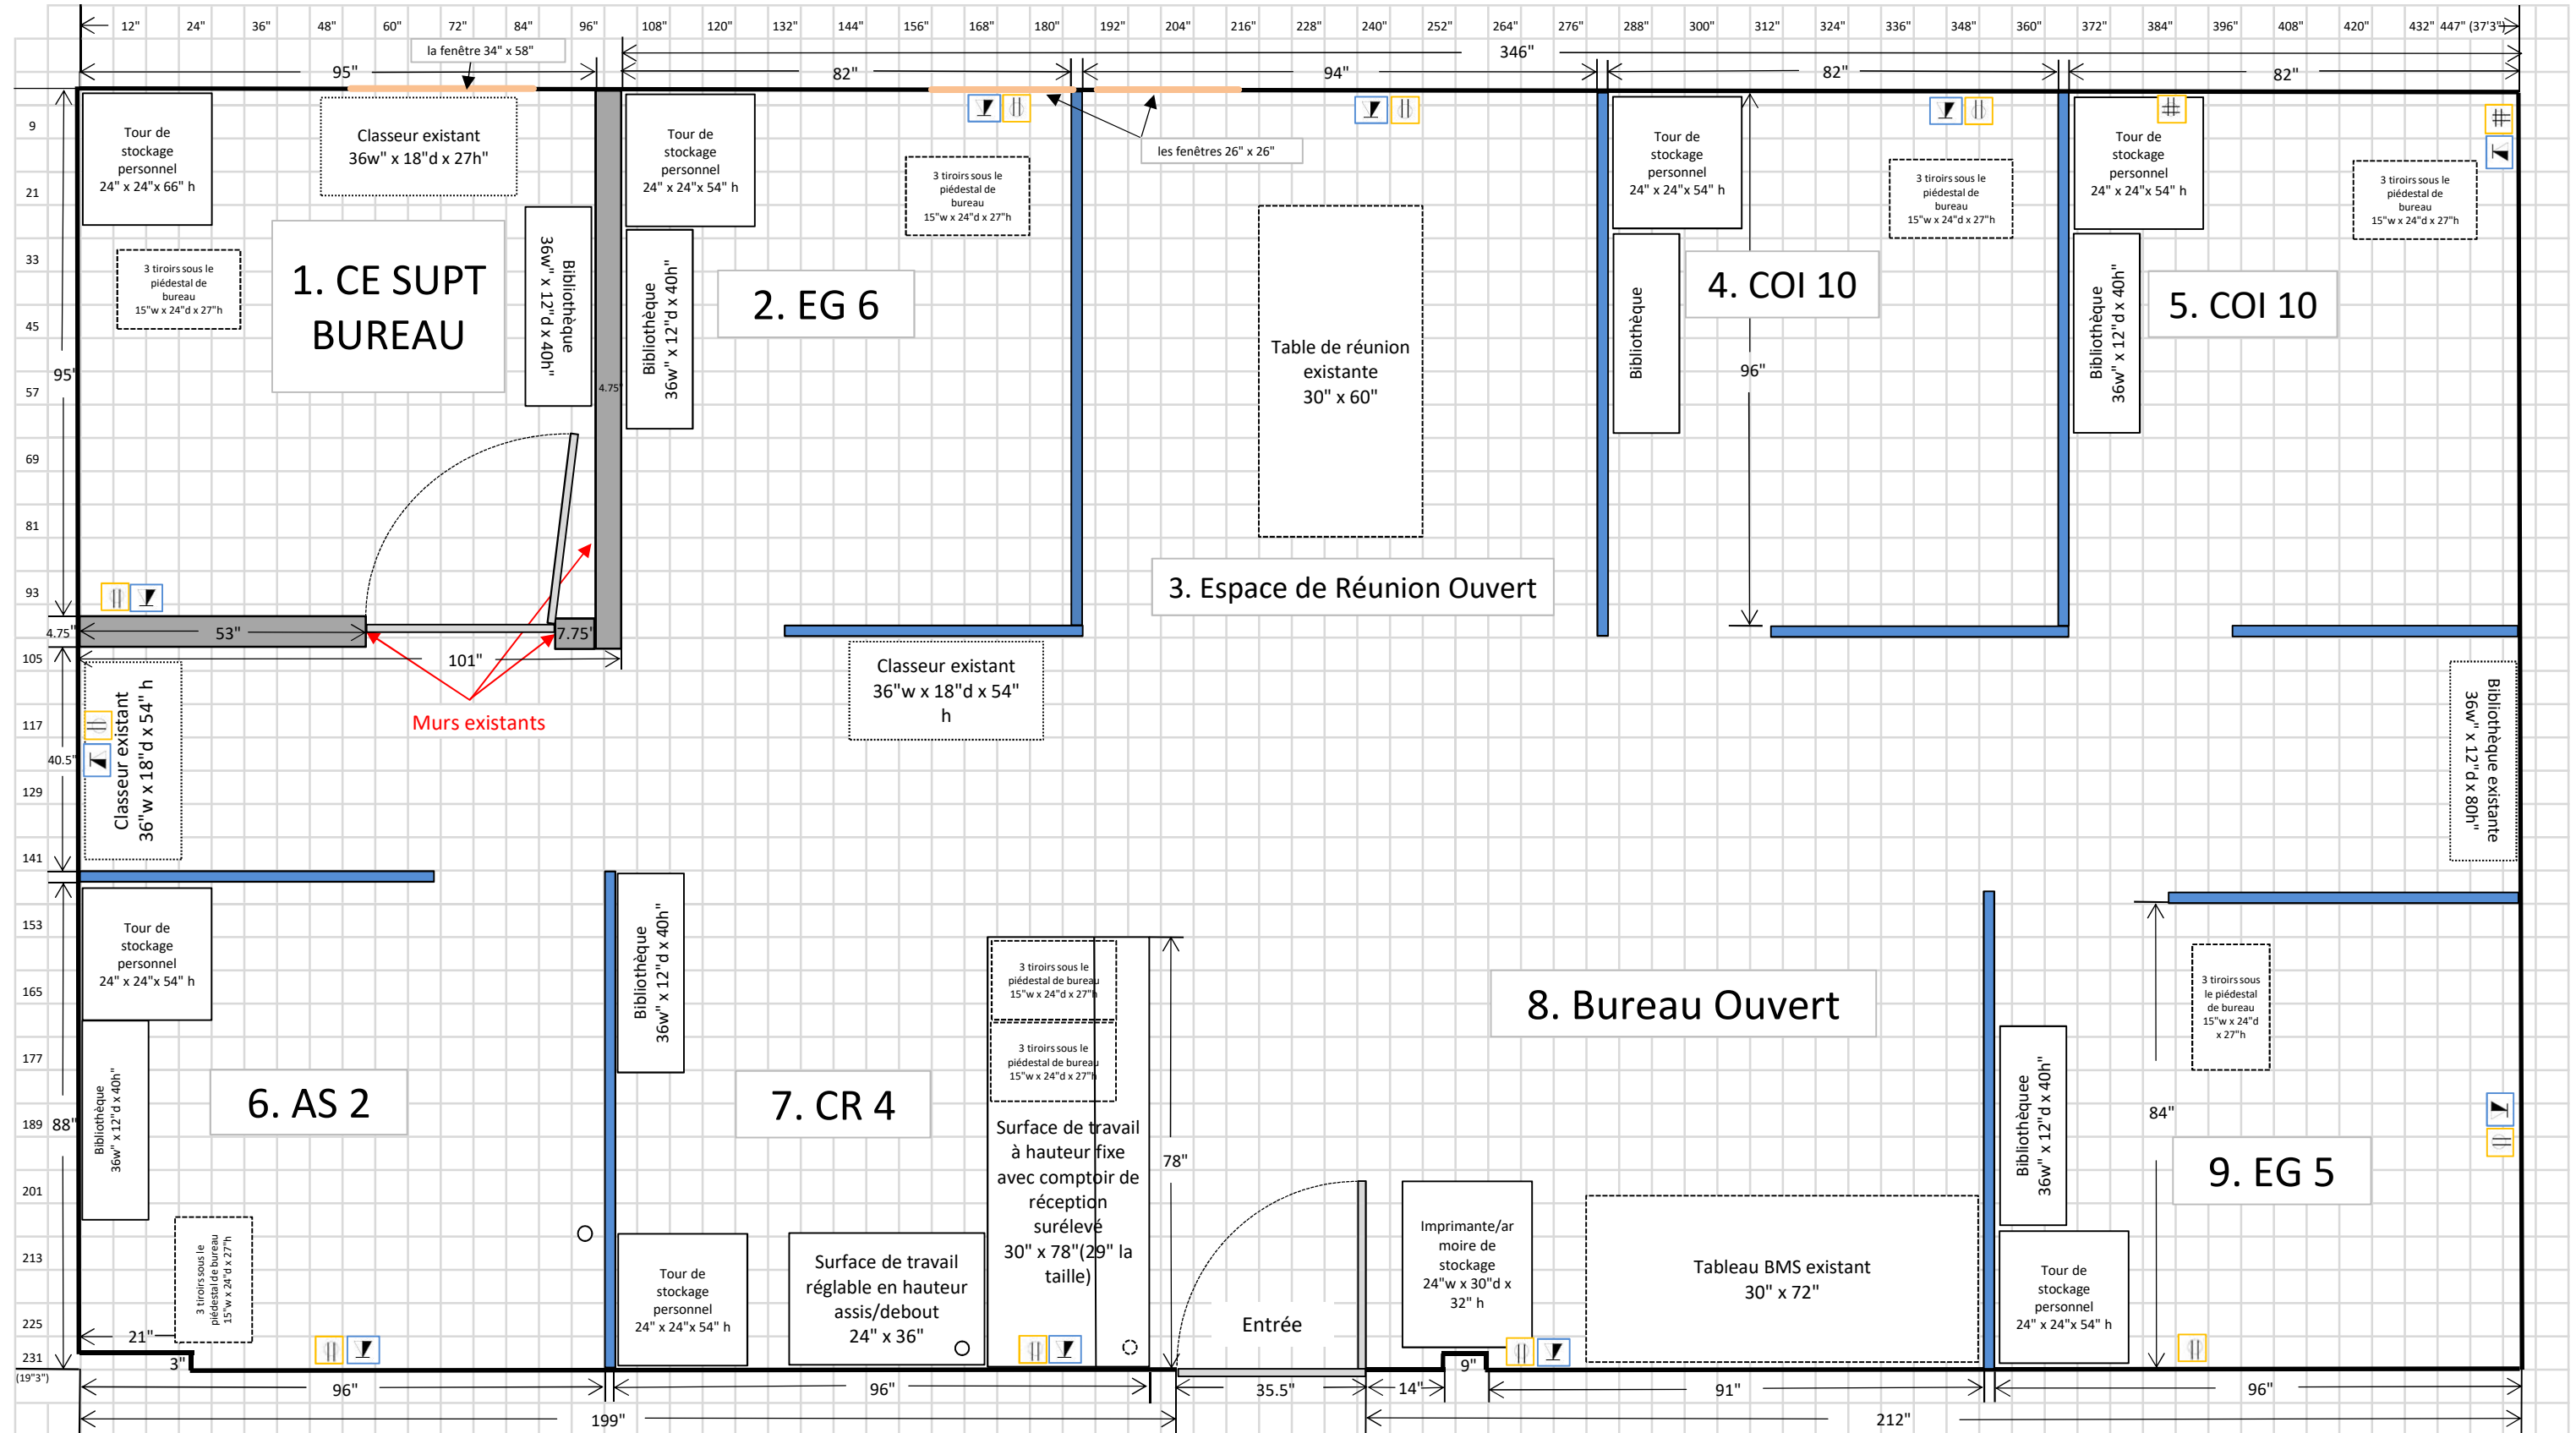 12" 24" 36" 48" 60" 72" 84" 96" 108" 120" 132" 144" 156" 168" 180" 192" 204" 216" 228" 240" 252" 264" 276" 288" 300" 312" 324" 336" 348" 360" 372" 384" 396" 408" 420" 432" 447" (37'3")
la fenêtre 34" x 58"
346"
95"
82"
94"
82"
82"
les fenêtres 26" x 26"
9
21
33
45
57
69
81
93
105
117
129
141
153
165
177
189
201
213
225
231
(19"3")
95"
4.75"
40.5"
88"
Tour de
stockage
personnel
24" x 24"x 66" h
Classeur existant
36w" x 18"d x 27h"
3 tiroirs sous le
piédestal de
bureau
15"w x 24"d x 27"h
1. CE SUPT
BUREAU
Bibliothèque
36w" x 12"d x 40h"
4.75"
53"
7.75'
101"
Murs existants
Tour de
stockage
personnel
24" x 24"x 54" h
Bibliothèque
36w" x 12"d x 40h"
3 tiroirs sous le
piédestal de
bureau
15"w x 24"d x 27"h
2. EG 6
Classeur existant
36"w x 18"d x 54"
h
Table de réunion
existante
30" x 60"
3. Espace de Réunion Ouvert
Tour de
stockage
personnel
24" x 24"x 54" h
Bibliothèque
96"
3 tiroirs sous le
piédestal de
bureau
15"w x 24"d x 27"h
4. COI 10
Tour de
stockage
personnel
24" x 24"x 54" h
Bibliothèque
36w" x 12"d x 40h"
3 tiroirs sous le
piédestal de
bureau
15"w x 24"d x 27"h
5. COI 10
Classeur existant
36"w x 18"d x 54" h
Bibliothèque existante
36w" x 12"d x 80h"
Tour de
stockage
personnel
24" x 24"x 54" h
Bibliothèque
36w" x 12"d x 40h"
6. AS 2
3 tiroirs sous le
piédestal de bureau
15"w x 24"d x 27"h
21"
3"
Bibliothèque
36w" x 12"d x 40h"
7. CR 4
Tour de
stockage
personnel
24" x 24"x 54" h
Surface de travail
réglable en hauteur
assis/debout
24" x 36"
3 tiroirs sous le
piédestal de bureau
15"w x 24"d x 27"h
3 tiroirs sous le
piédestal de bureau
15"w x 24"d x 27"h
Surface de travail
à hauteur fixe
avec comptoir de
réception
surélevé
30" x 78"(29" la
taille)
78"
Entrée
8. Bureau Ouvert
Imprimante/ar
moire de
stockage
24"w x 30"d x
32" h
9"
Tableau BMS existant
30" x 72"
3 tiroirs sous
le piédestal
de bureau
15"w x 24"d
x 27"h
84"
Bibliothèquee
36w" x 12"d x 40h"
9. EG 5
Tour de
stockage
personnel
24" x 24"x 54" h
96"
96"
35.5"
14"
91"
96"
199"
212"